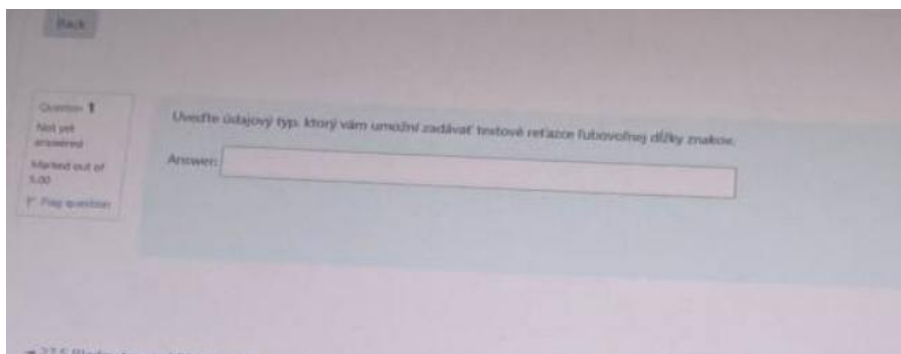 Back
Question 1
Not yet
answered
Marked out of
5.00
Flag question
Uveďte údajový typ, ktorý vám umožní zadávať textové reťazce ľubovoľnej dĺžky znakov.
Answer: